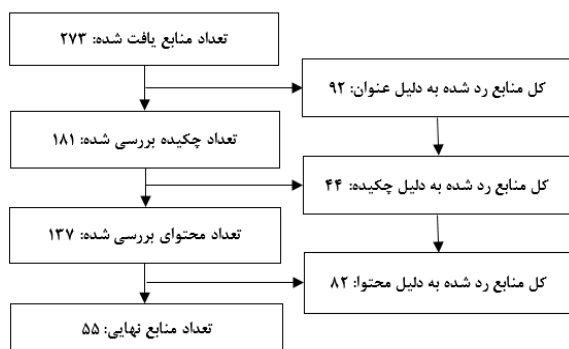 تعداد منابع یافت شده: ۲۷۳
کل منابع رد شده به دلیل عنوان: ۹۲
تعداد چکیده بررسی شده: ۱۸۱
کل منابع رد شده به دلیل چکیده: ۴۴
تعداد محتوای بررسی شده: ۱۳۷
کل منابع رد شده به دلیل محتوا: ۸۲
تعداد منابع نهایی: ۵۵